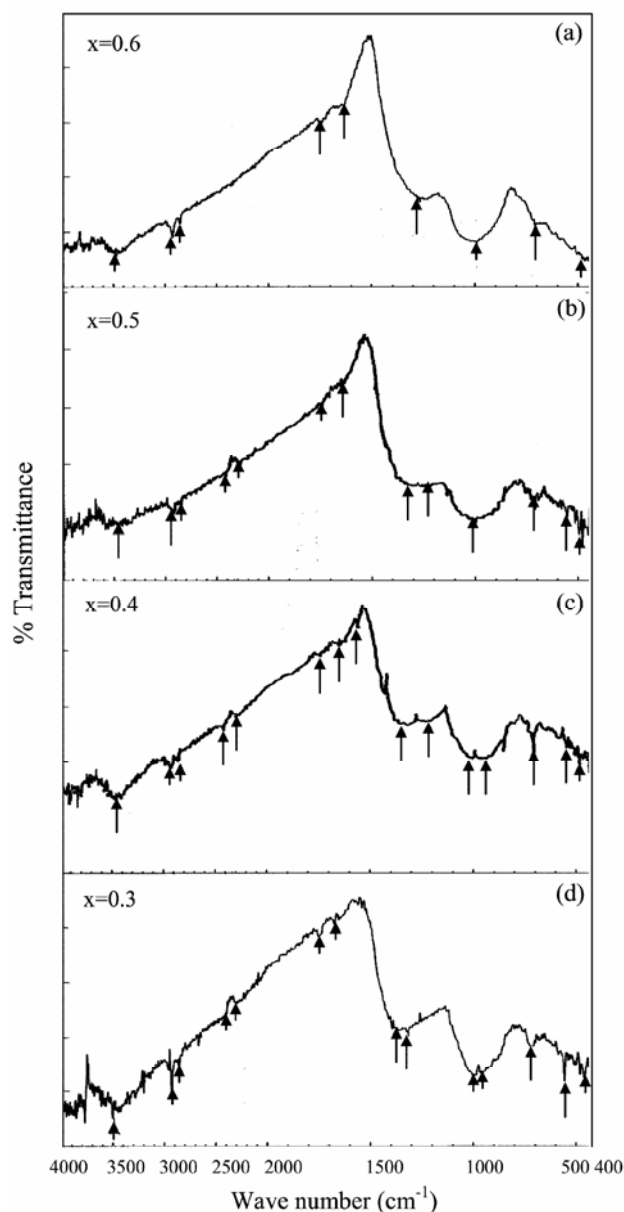 (a)
x=0.6
(b)
x=0.5
% Transmittance
(c)
x=0.4
(d)
x=0.3
4000 3500 3000 2500 2000 1500 1000 500 400
Wave number (cm⁻¹)